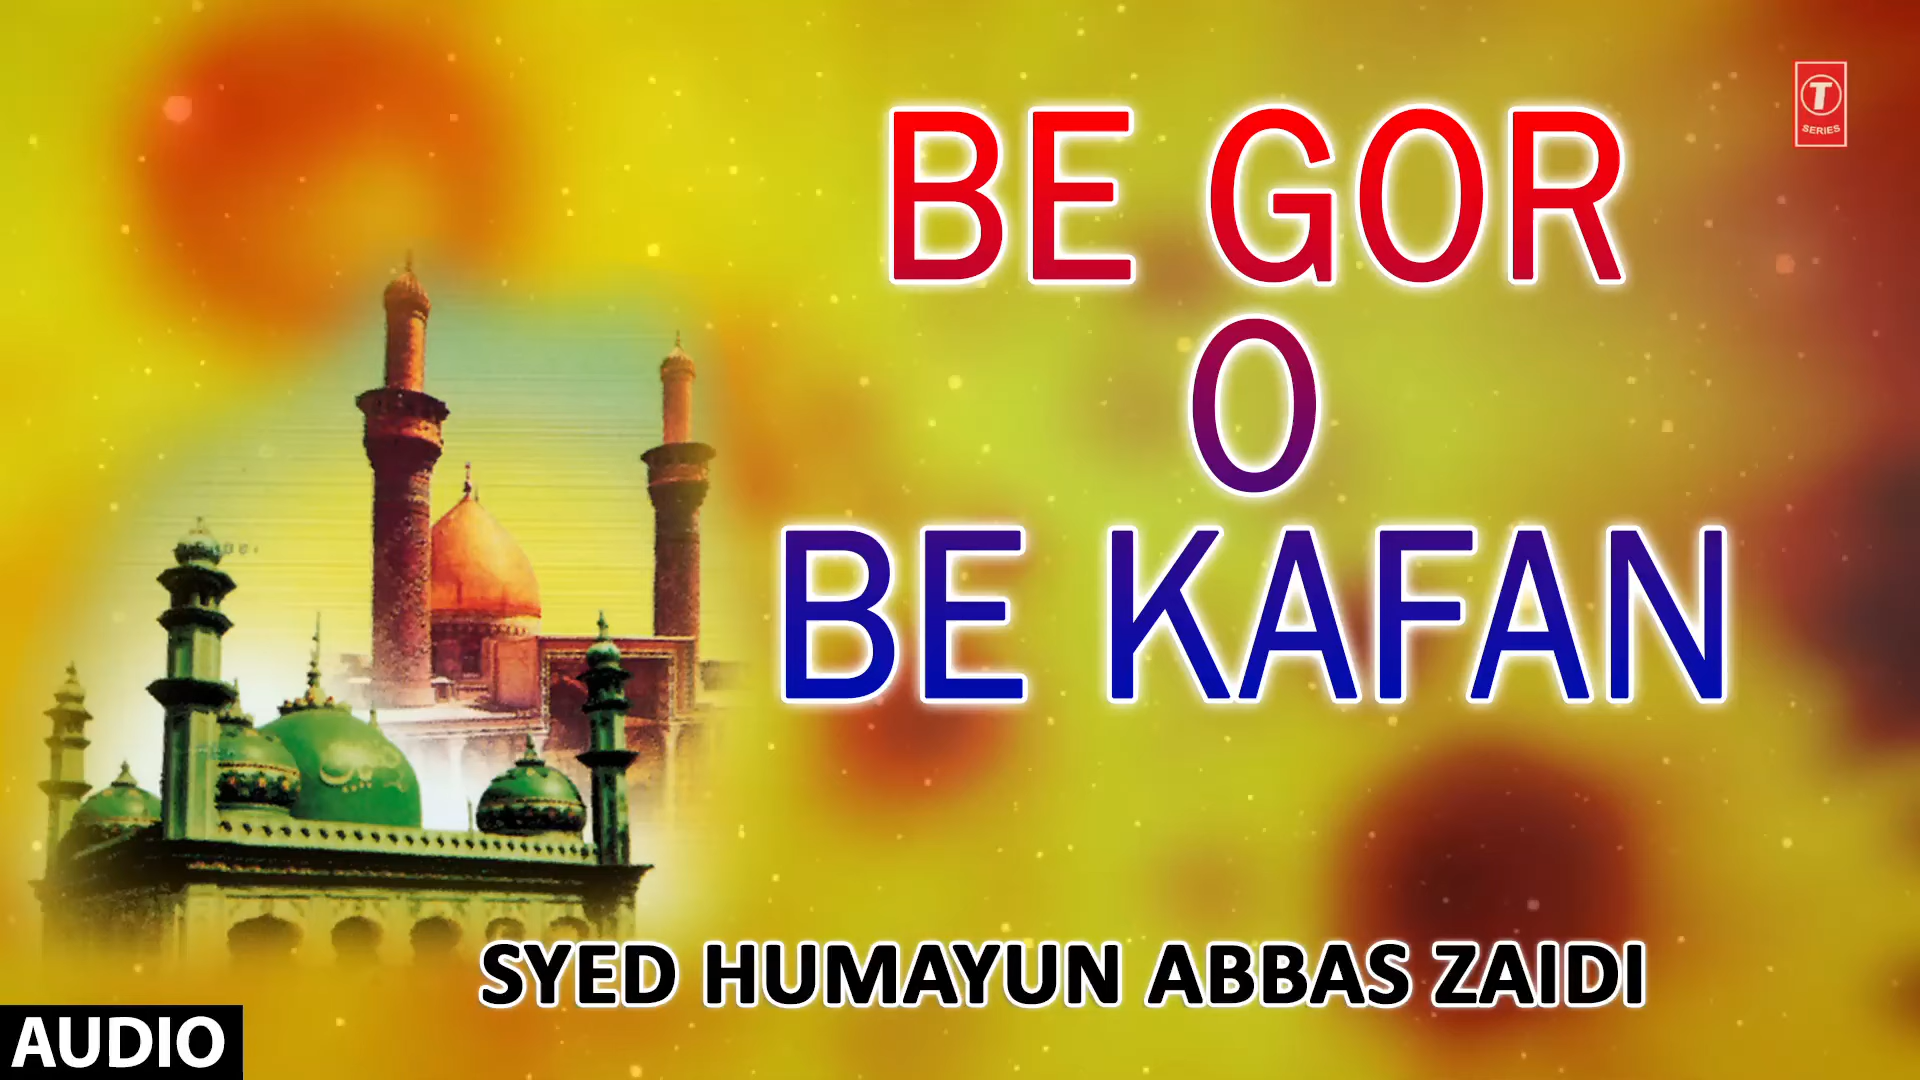 BE GOR
T
SERIES
O
BE KAFAN
SYED HUMAYUN ABBAS ZAIDI
AUDIO